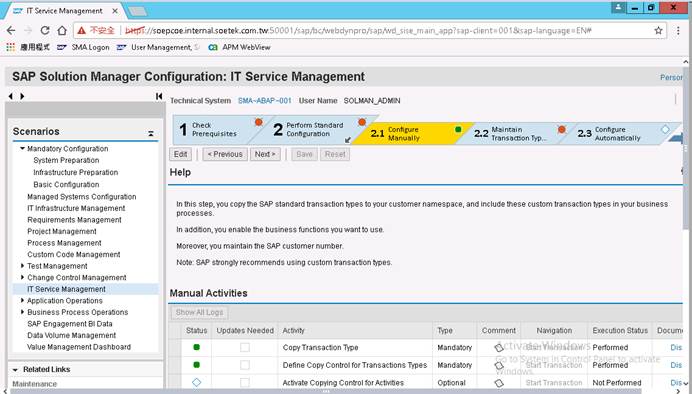 IT Service Management
不安全 | https://soepcoe.internal.soetek.com.tw:50001/sap/bc/webdynpro/sap/wd_sise_main_app?sap-client=001&sap-language=EN#
應用程式 SMA Logon User Management, S APM WebView
SAP Solution Manager Configuration: IT Service Management
Person
Technical System SMA-ABAP-001 User Name SOLMAN_ADMIN
Scenarios
Mandatory Configuration
System Preparation
Infrastructure Preparation
Basic Configuration
Managed Systems Configuration
IT Infrastructure Management
Requirements Management
Project Management
Process Management
Custom Code Management
Test Management
Change Control Management
IT Service Management
Application Operations
Business Process Operations
SAP Engagement BI Data
Data Volume Management
Value Management Dashboard
Related Links
Maintenance
1 Check Prerequisites
2 Perform Standard Configuration
2.1 Configure Manually
2.2 Maintain Transaction Typ...
2.3 Configure Automatically
Edit < Previous Next > Save Reset
Help
In this step, you copy the SAP standard transaction types to your customer namespace, and include these custom transaction types in your business
processes.
In addition, you enable the business functions you want to use.
Moreover, you maintain the SAP customer number.
Note: SAP strongly recommends using custom transaction types.
Manual Activities
Show All Logs
Status Updates Needed Activity Type Comment Navigation Execution Status Docume
Copy Transaction Type Mandatory Start Transaction Performed Dis
Define Copy Control for Transactions Types Mandatory Start Transaction Performed Dis
Activate Copying Control for Activities Optional Start Transaction Not Performed Dis
Activate Windows
Go to System in Control Panel to activate
Windows.